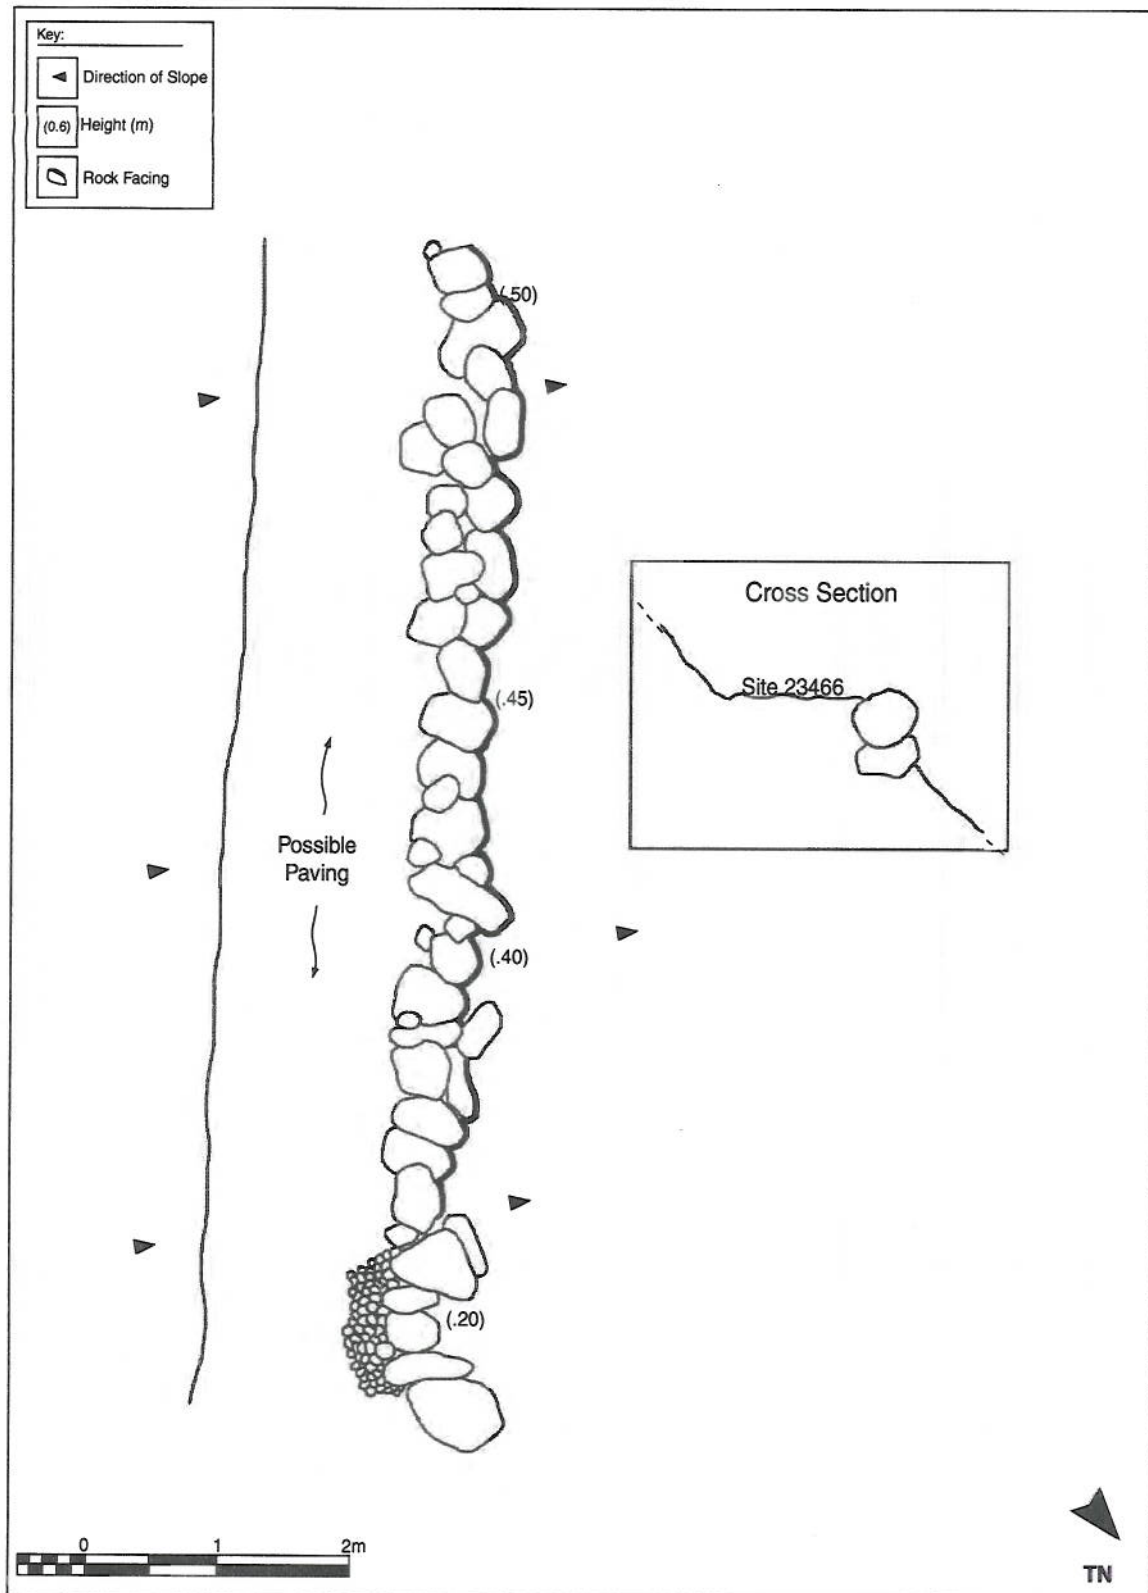 Key:
Direction of Slope
(0.6) Height (m)
Rock Facing
(.50)
Cross Section
Site 23466
(.45)
Possible
Paving
(.40)
(.20)
0 1 2m
TN